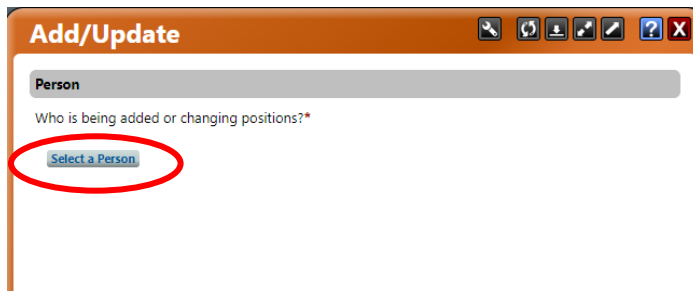 Add/Update
Person
Who is being added or changing positions?*
Select a Person